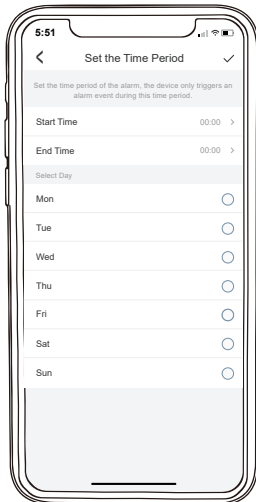 5:51
Set the Time Period
Set the time period of the alarm, the device only triggers an
alarm event during this time period.
Start Time 00:00
End Time 00:00
Select Day
Mon
Tue
Wed
Thu
Fri
Sat
Sun